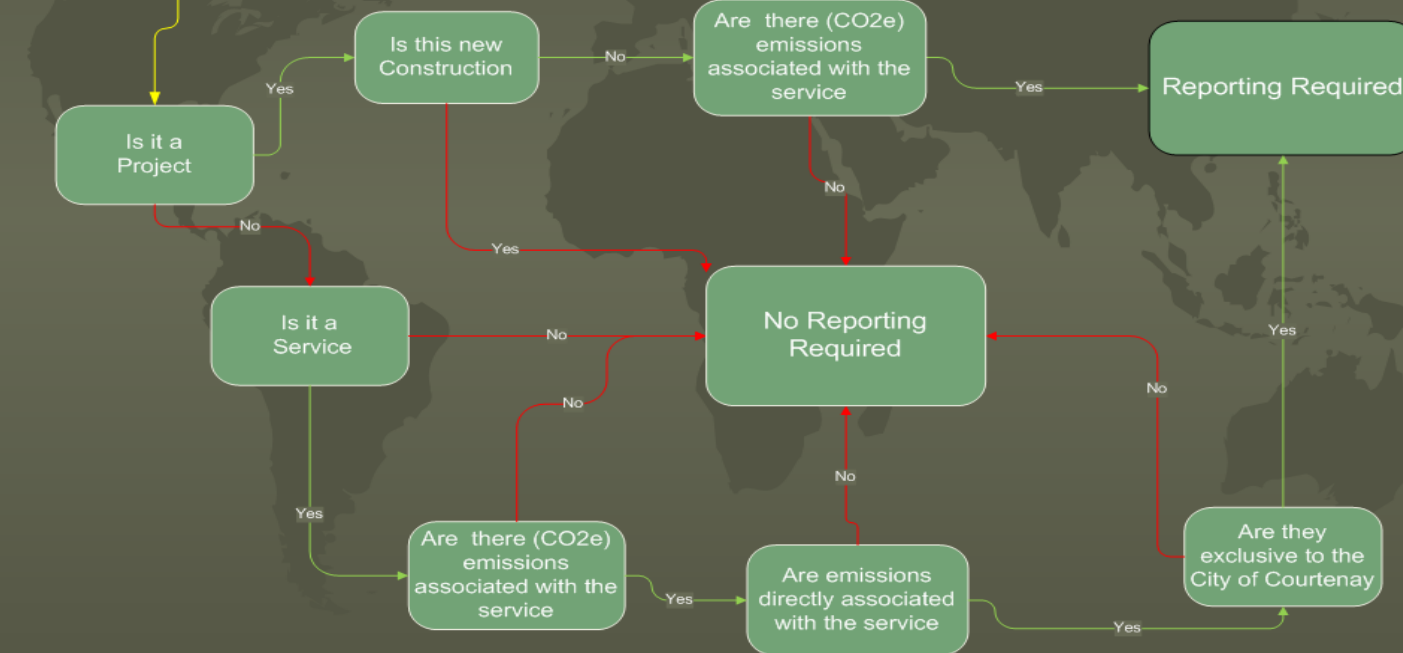 Is this new
Construction
No
Are there (CO2e)
emissions
associated with the
service
Yes
Reporting Required
Is it a
Project
Yes
No
No
Yes
Is it a
Service
No
No Reporting
Required
Yes
No
No
No
Yes
Are there (CO2e)
emissions
associated with the
service
Yes
Are emissions
directly associated
with the service
Yes
Are they
exclusive to the
City of Courtenay